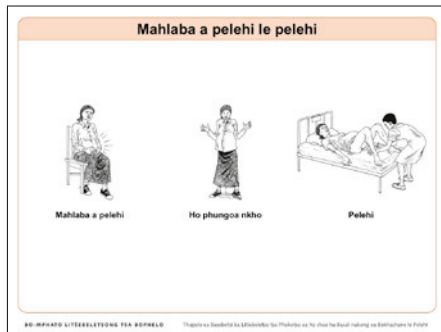 Mahlaba a pelehi le pelehi
Mahlaba a pelehi
Ho phungoa nkho
Pelehi
BO-MPHATO LITŠEBELETSONG TSA BOPHELO